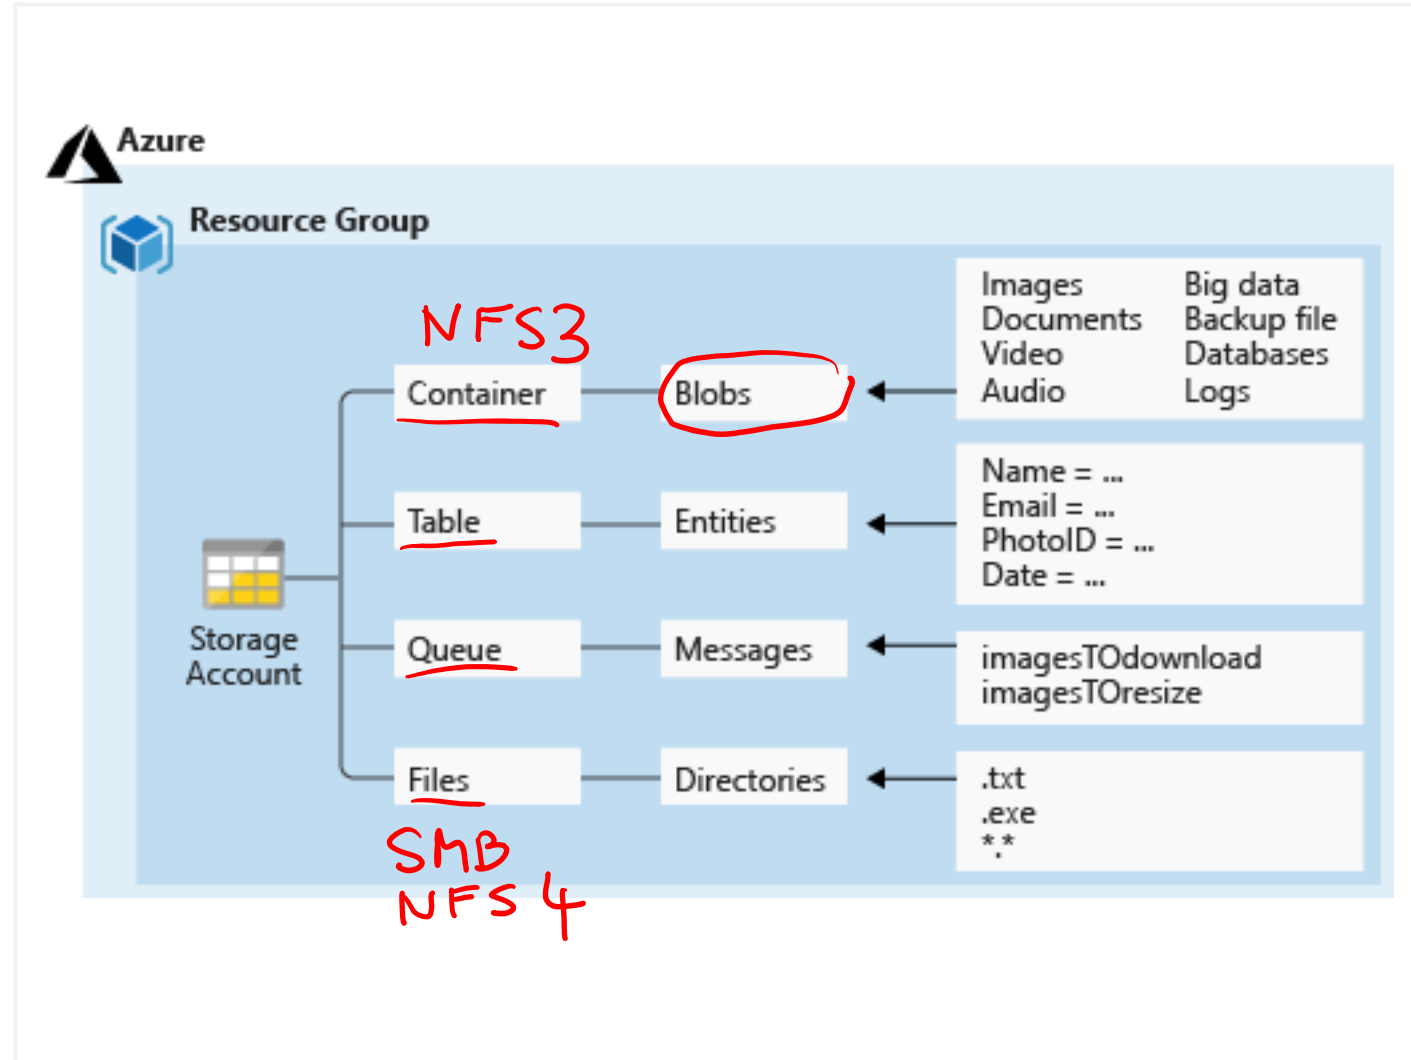 Azure
Resource Group
NFS3
Container
Blobs
Images Big data
Documents Backup file
Video Databases
Audio Logs
Table
Entities
Name = ...
Email = ...
PhotoID = ...
Date = ...
Storage
Account
Queue
Messages
imagesTOdownload
imagesTOresize
Files
Directories
.txt
.exe
*.*
SMB
NFS 4